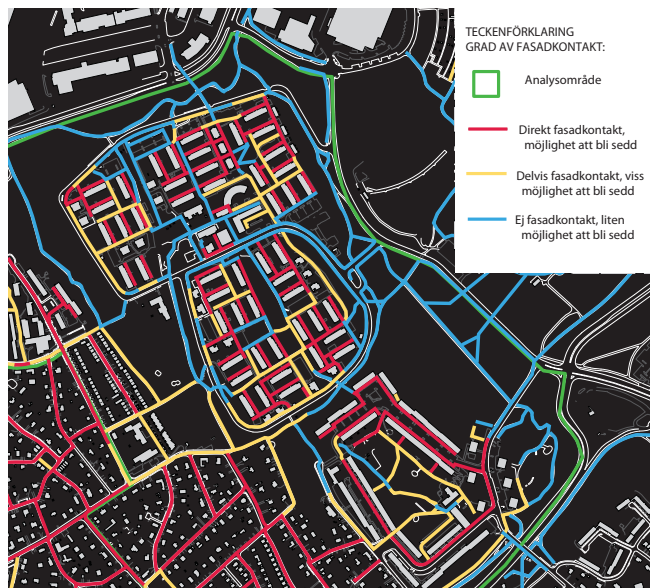 TECKENFÖRKLARING
GRAD AV FASADKONTAKT:
Analysområde
Direkt fasadkontakt,
möjlighet att bli sedd
Delvis fasadkontakt, viss
möjlighet att bli sedd
Ej fasadkontakt, liten
möjlighet att bli sedd